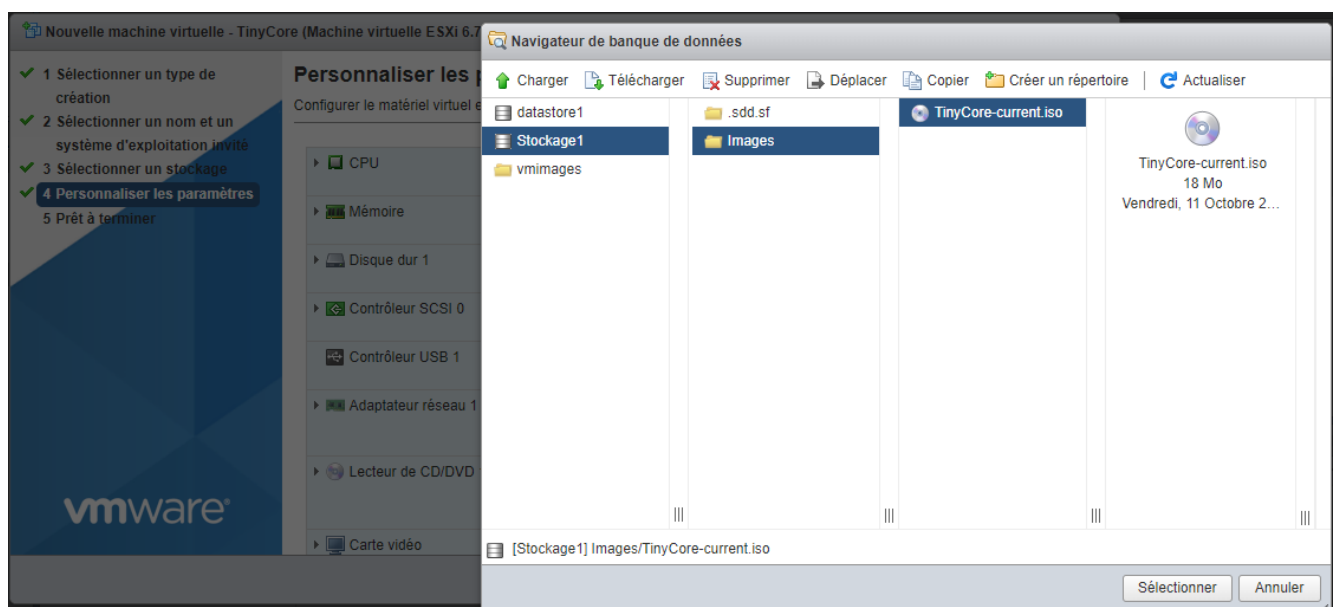 Nouvelle machine virtuelle - TinyCore (Machine virtuelle ESXi 6.7
1 Sélectionner un type de
création
2 Sélectionner un nom et un
système d'exploitation invité
3 Sélectionner un stockage
4 Personnaliser les paramètres
5 Prêt à terminer
vmware
Personnaliser les
Configurer le matériel virtuel e
CPU
Mémoire
Disque dur 1
Contrôleur SCSI 0
Contrôleur USB 1
Adaptateur réseau 1
Lecteur de CD/DVD
Carte vidéo
Navigateur de banque de données
Charger Télécharger Supprimer Déplacer Copier Créer un répertoire Actualiser
datastore1
Stockage1
vmimages
.sdd.sf
Images
TinyCore-current.iso
TinyCore-current.iso
18 Mo
Vendredi, 11 Octobre 2...
[Stockage1] Images/TinyCore-current.iso
Sélectionner Annuler